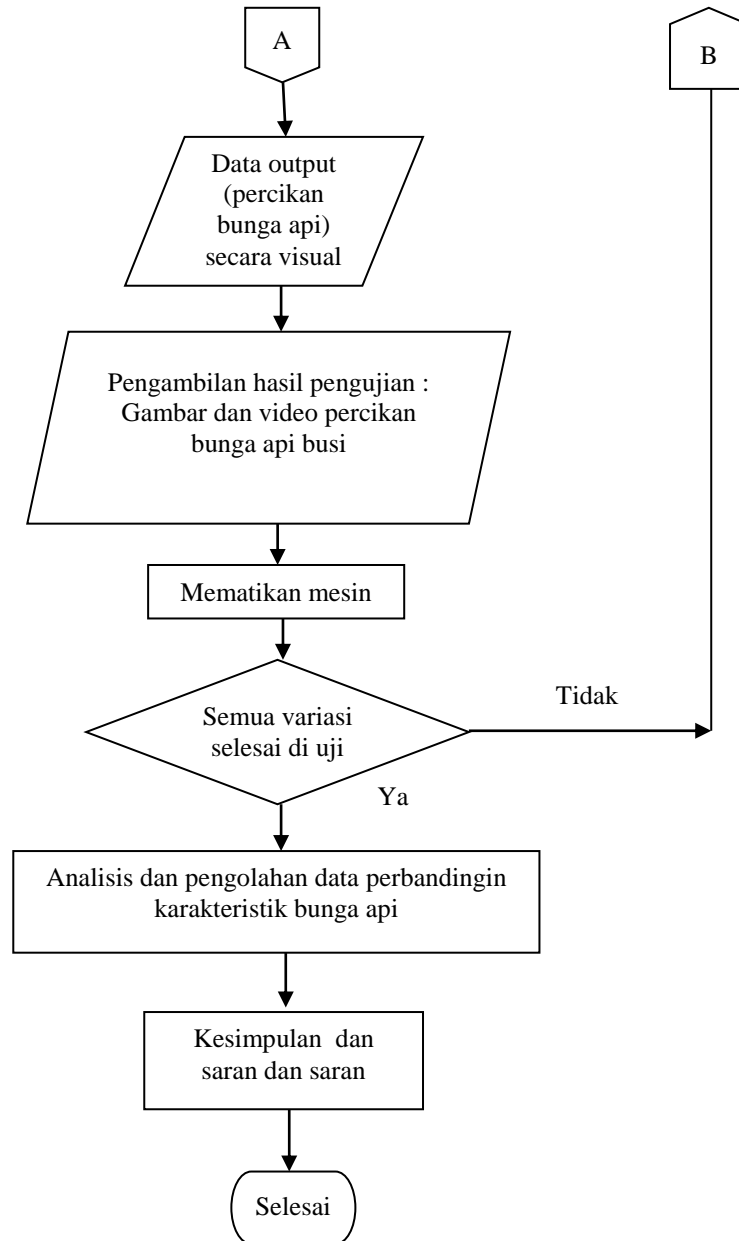 A
B
Data output
(percikan
bunga api)
secara visual
Pengambilan hasil pengujian :
Gambar dan video percikan
bunga api busi
Mematikan mesin
Semua variasi
selesai di uji
Tidak
Ya
Analisis dan pengolahan data perbandingin
karakteristik bunga api
Kesimpulan  dan
saran dan saran
Selesai